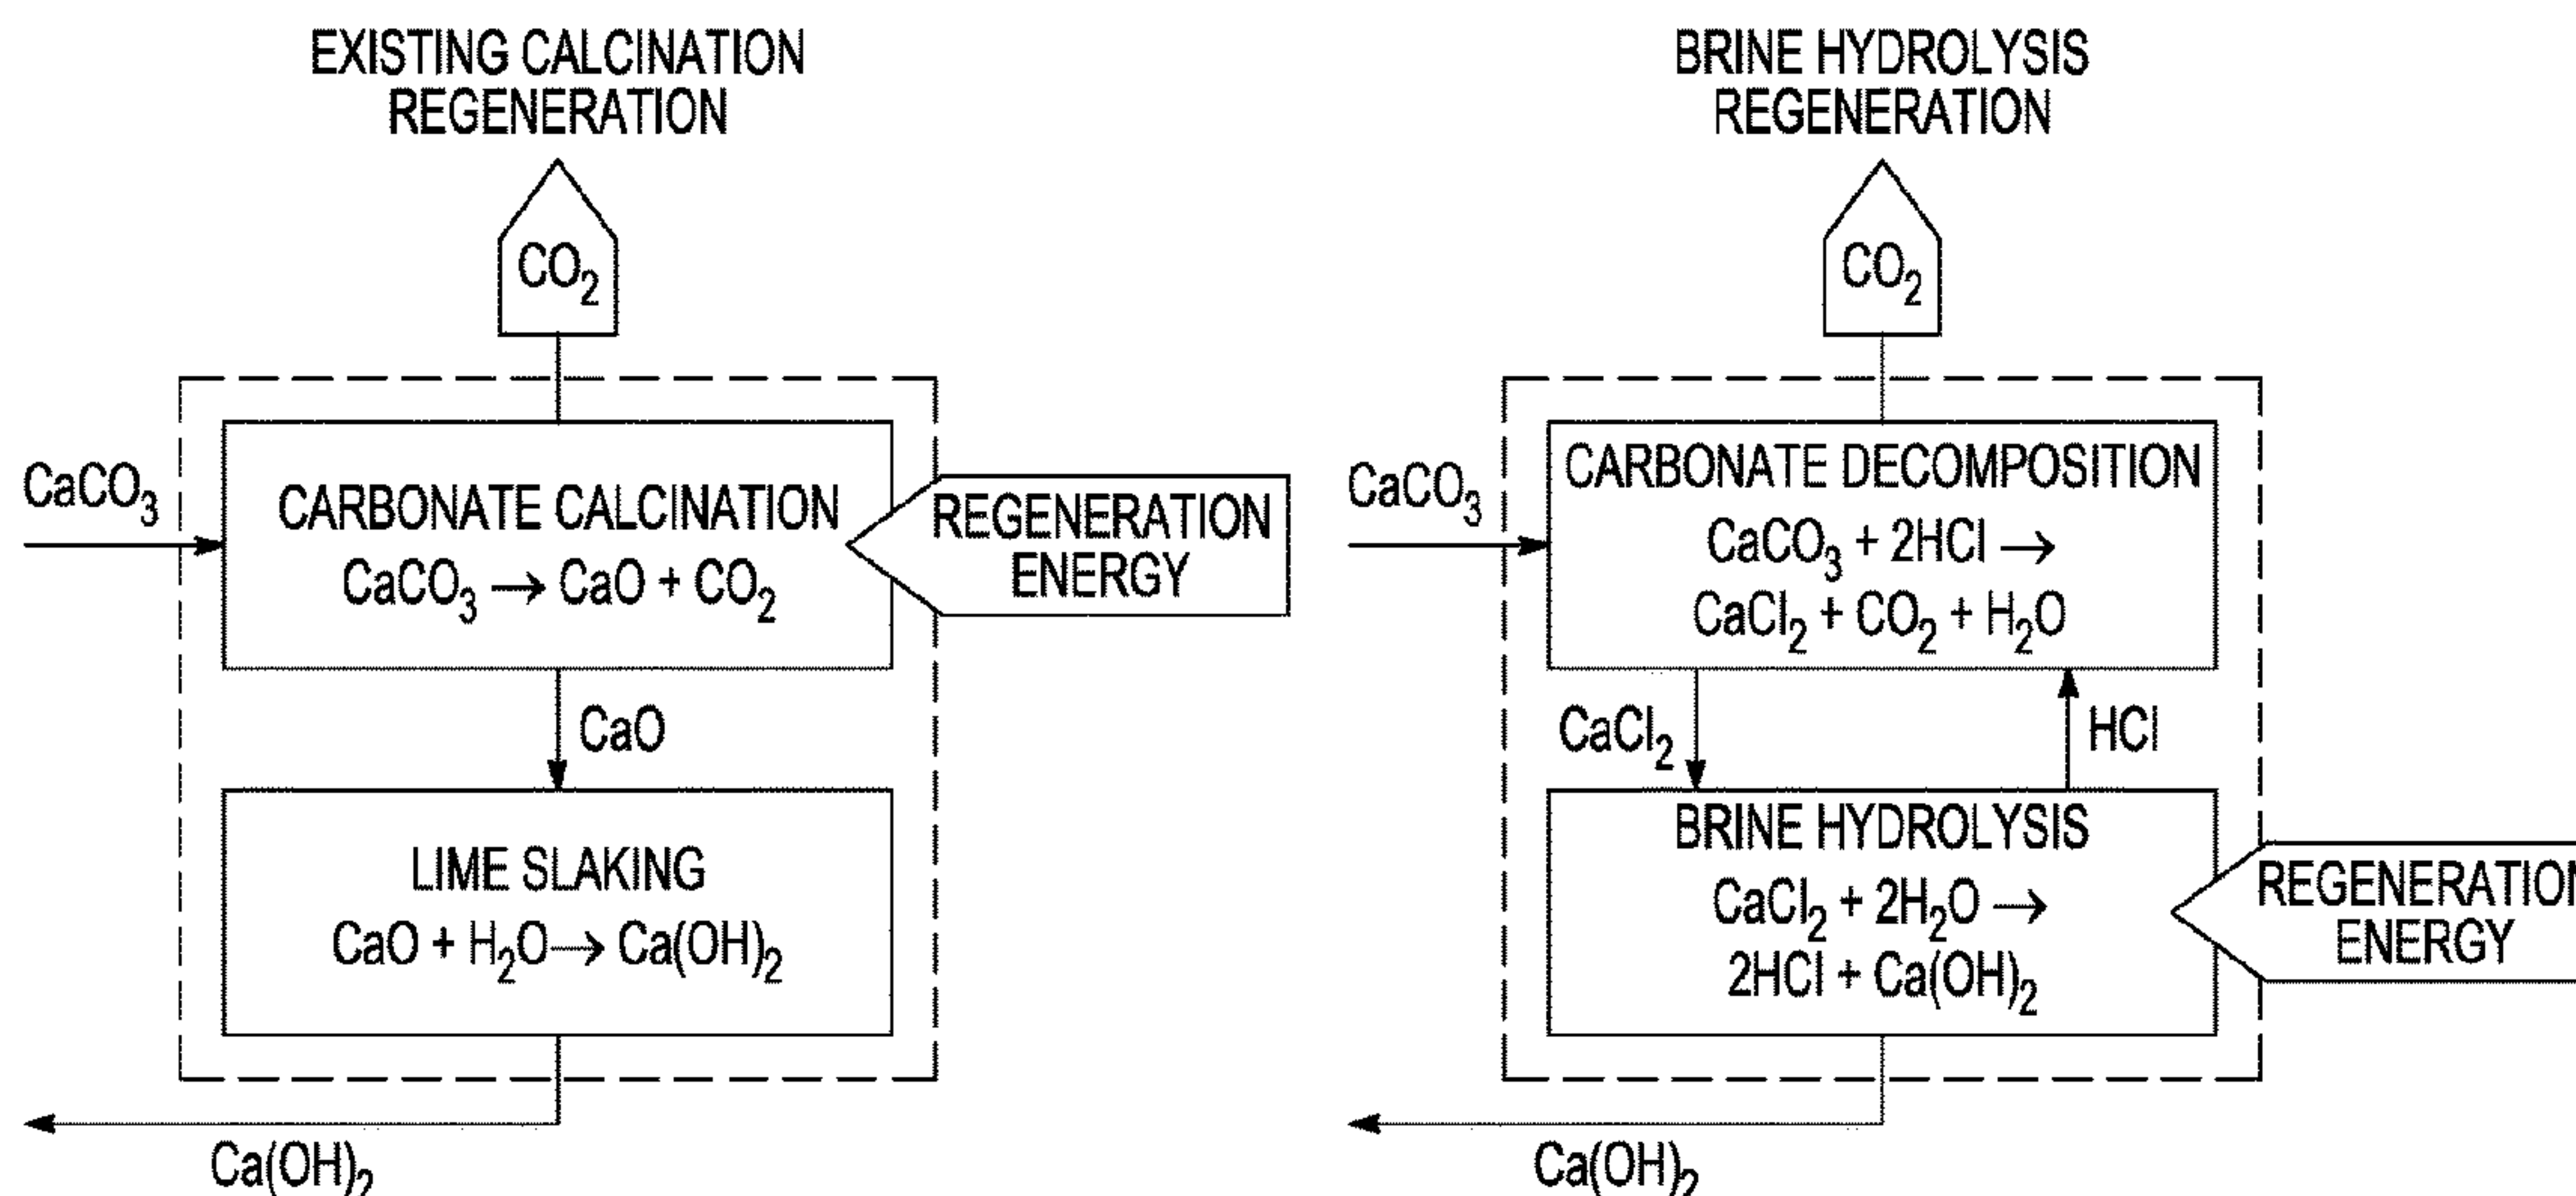 EXISTING CALCINATION
REGENERATION
CO₂
CaCO₃
CARBONATE CALCINATION
CaCO₃ → CaO + CO₂
REGENERATION
ENERGY
CaO
LIME SLAKING
CaO + H₂O → Ca(OH)₂
Ca(OH)₂
BRINE HYDROLYSIS
REGENERATION
CO₂
CaCO₃
CARBONATE DECOMPOSITION
CaCO₃ + 2HCl →
CaCl₂ + CO₂ + H₂O
CaCl₂
HCl
BRINE HYDROLYSIS
CaCl₂ + 2H₂O →
2HCl + Ca(OH)₂
REGENERATION
ENERGY
Ca(OH)₂